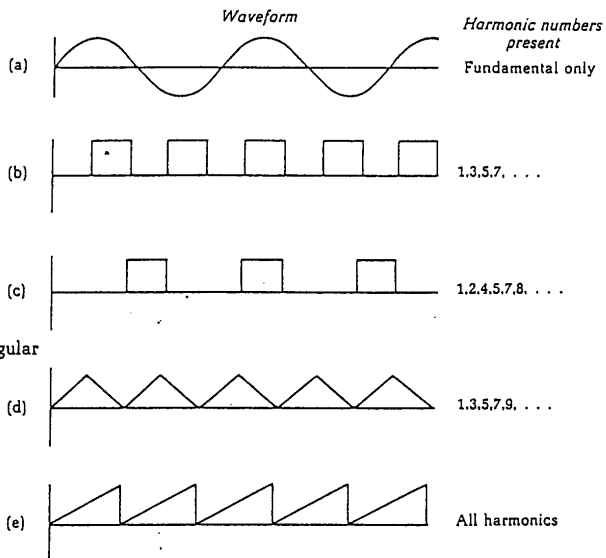 Waveform
Harmonic numbers
present
(a)
Fundamental only
(b)
1,3,5,7, . . .
(c)
1,2,4,5,7,8, . . . .
gular
(d)
1,3,5,7,9, . . .
(e)
All harmonics